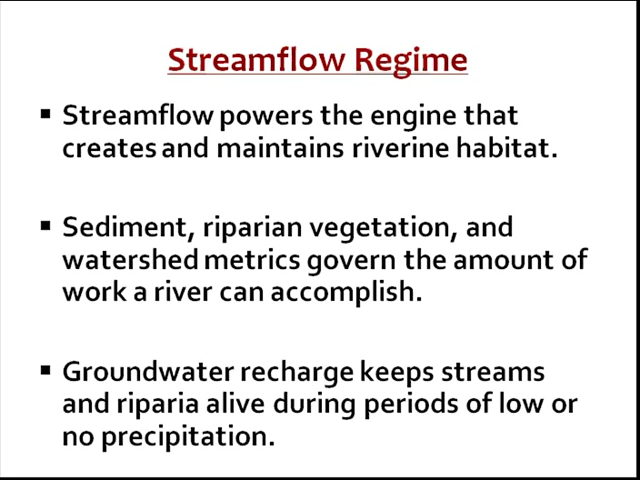 Streamflow Regime
▪ Streamflow powers the engine that
creates and maintains riverine habitat.
▪ Sediment, riparian vegetation, and
watershed metrics govern the amount of
work a river can accomplish.
▪ Groundwater recharge keeps streams
and riparia alive during periods of low or
no precipitation.